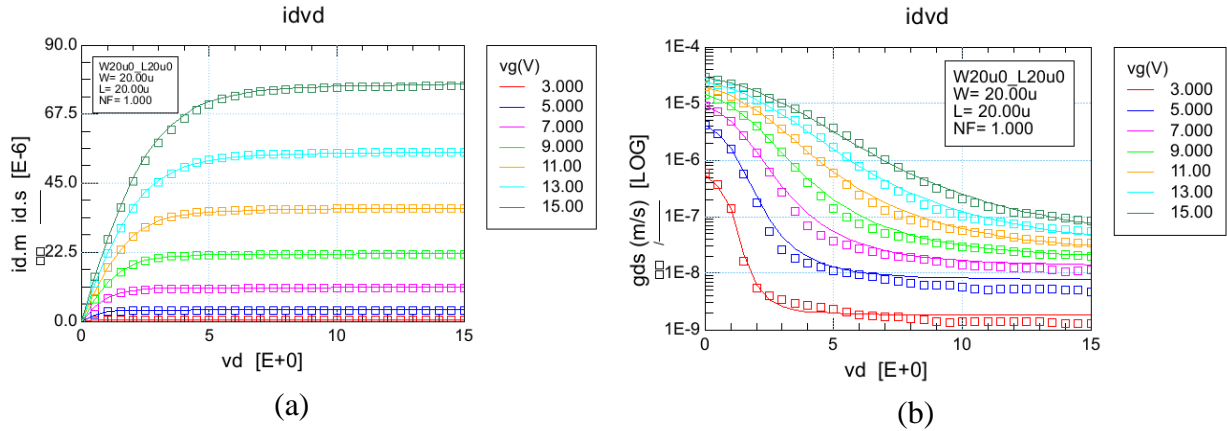 idvd
90.0
67.5
45.0
22.5
0.0
id.m id.s [E-6]
W20u0_L20u0
W= 20.00u
L= 20.00u
NF= 1.000
0
5
10
15
vd [E+0]
vg(V)
3.000
5.000
7.000
9.000
11.00
13.00
15.00
(a)
idvd
1E-4
1E-5
1E-6
1E-7
1E-8
1E-9
gds (m/s) [LOG]
W20u0_L20u0
W= 20.00u
L= 20.00u
NF= 1.000
0
5
10
15
vd [E+0]
vg(V)
3.000
5.000
7.000
9.000
11.00
13.00
15.00
(b)